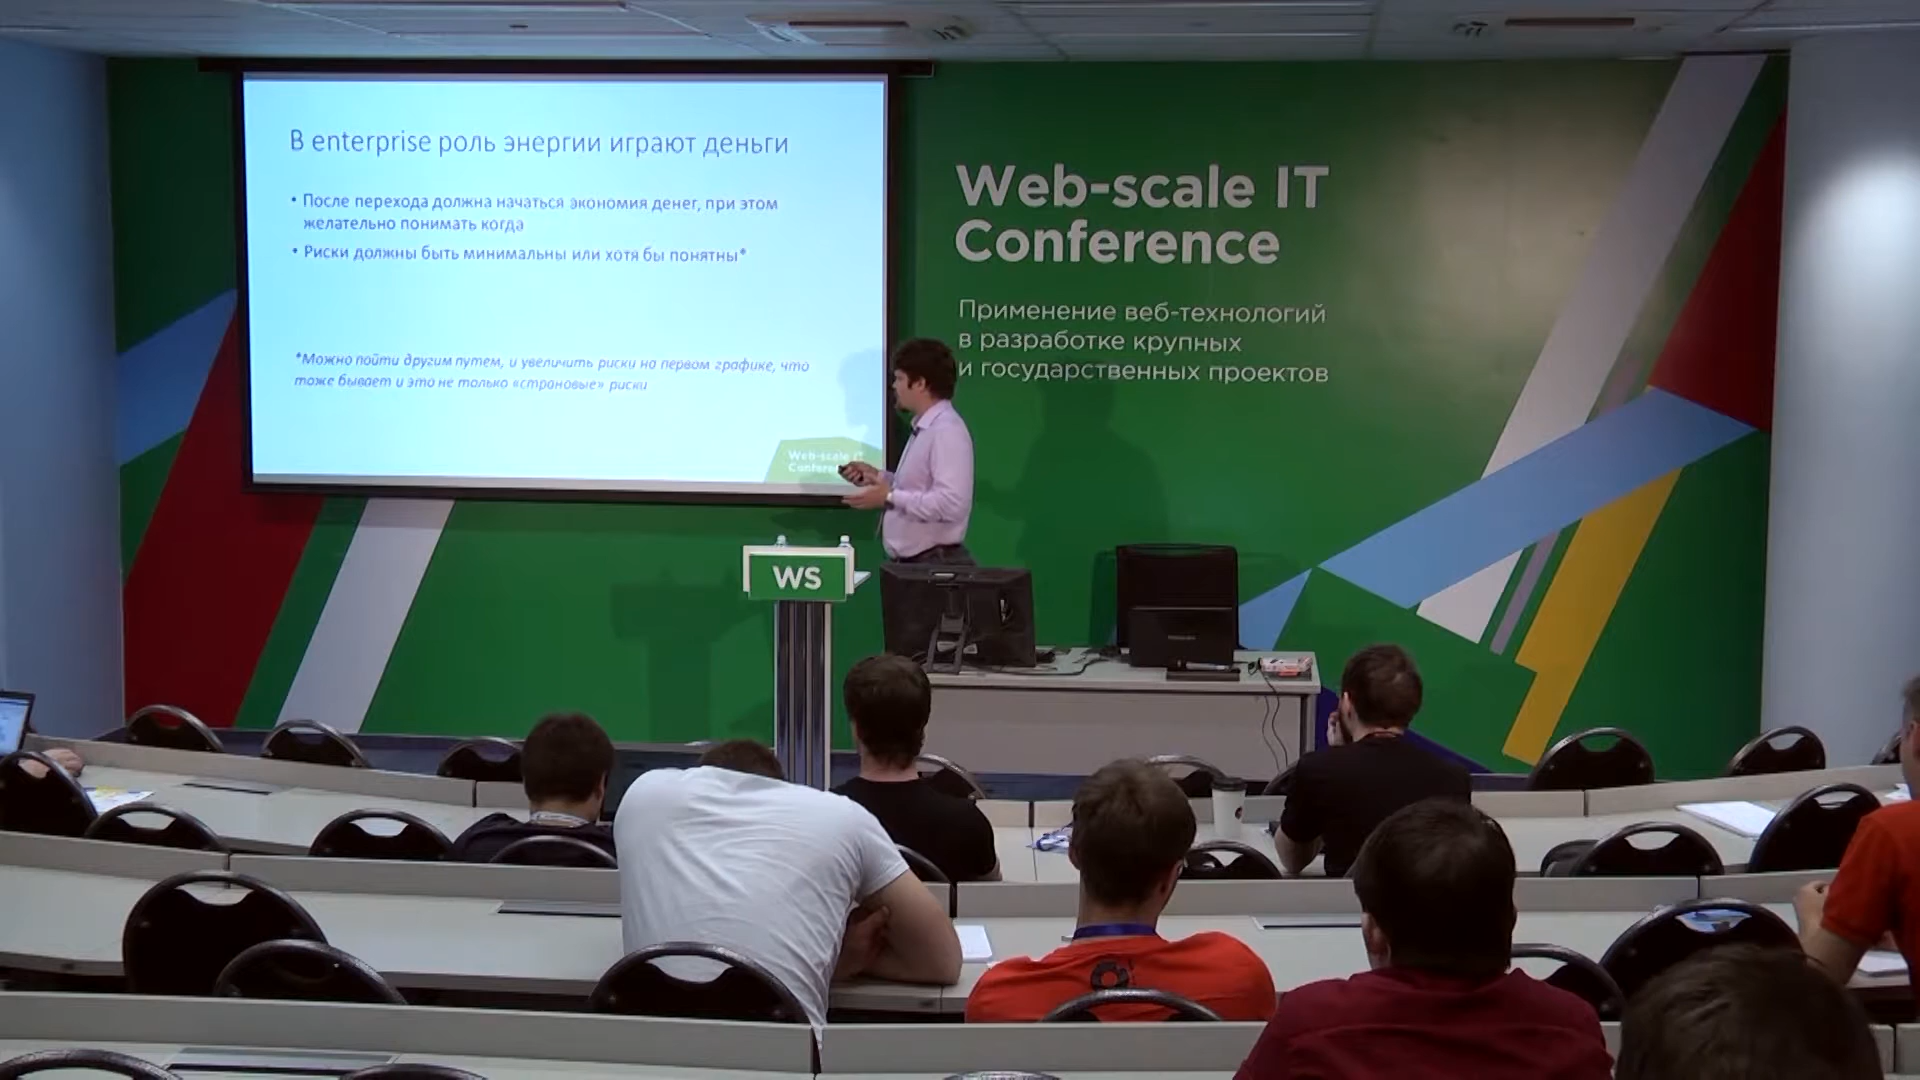 В enterprise роль энергии играют деньги
• После перехода должна начаться экономия денег, при этом
желательно понимать когда
• Риски должны быть минимальны или хотя бы понятны*
*Можно пойти другим путем, и увеличить риски на первом графике, что
тоже бывает и это не только «страновые» риски
Web-scale IT
Web-scale IT
Conference
Применение веб-технологий
в разработке крупных
и государственных проектов
WS